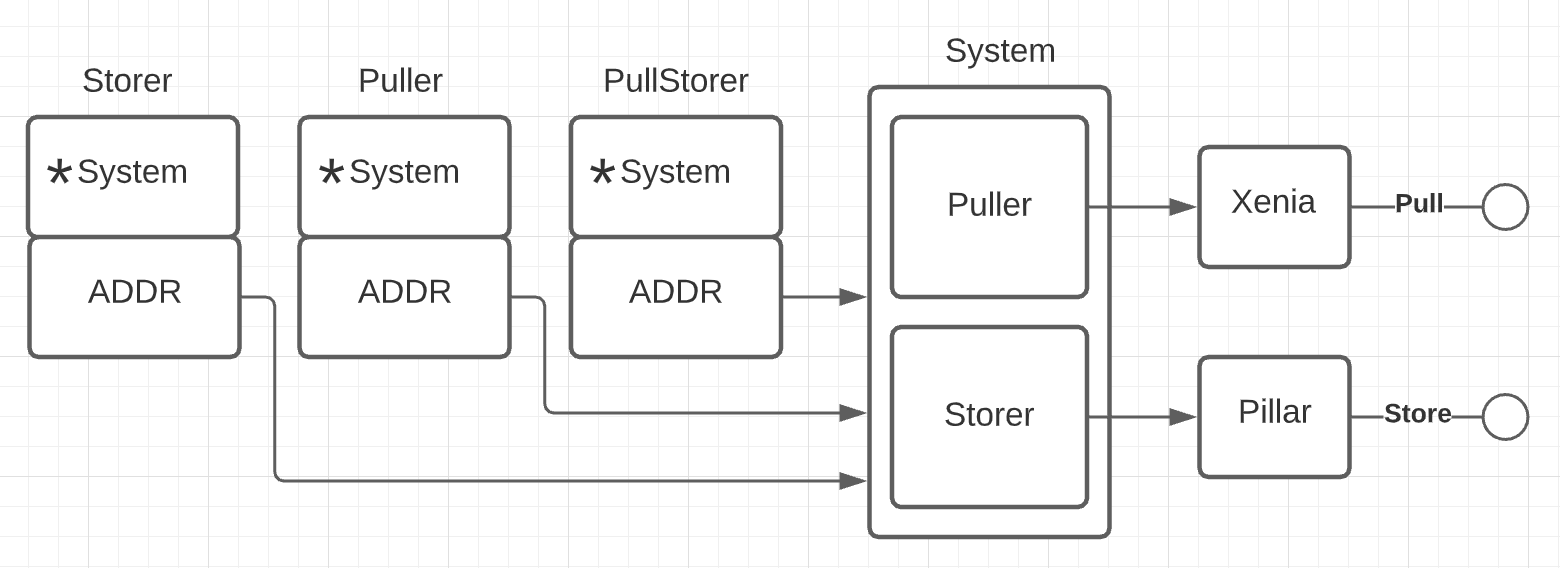 System
Storer
Puller
PullStorer
*System
*System
*System
ADDR
ADDR
ADDR
Puller
Storer
Xenia
Pull
Pillar
Store